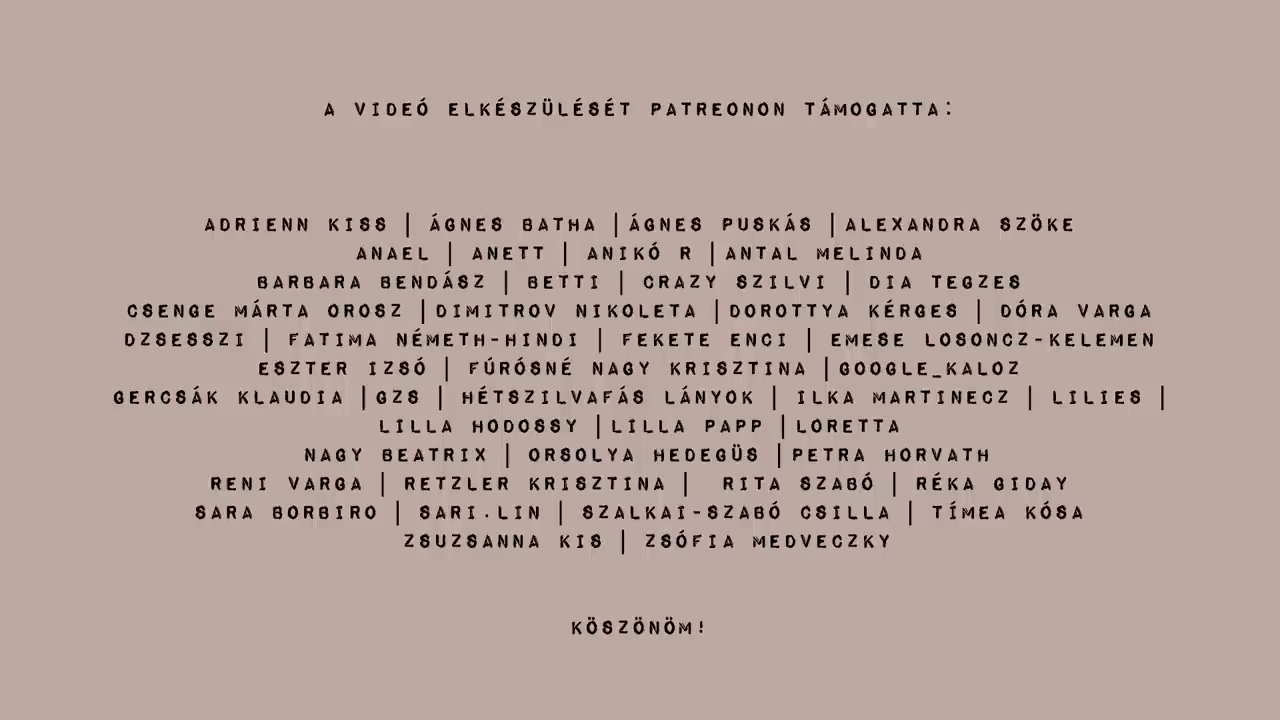 A VIDEÓ ELKÉSZÜLÉSÉT PATREONON TÁMOGATTA:
ADRIENN KISS | ÁGNES BATHA |ÁGNES PUSKÁS |ALEXANDRA SZÖKE
ANAEL | ANETT | ANIKÓ R |ANTAL MELINDA
BARBARA BENDÁSZ | BETTI | CRAZY SZILVI | DIA TEGZES
CSENGE MÁRTA OROSZ |DIMITROV NIKOLETA |DOROTTYA KÉRGES | DÓRA VARGA
DZSESSZI | FATIMA NÉMETH-HINDI | FEKETE ENCI | EMESE LOSONCZ-KELEMEN
ESZTER IZSÓ | FÚRÓSNÉ NAGY KRISZTINA |GOOGLE_KALOZ
GERCSÁK KLAUDIA |GZS | HÉTSZILVAFÁS LÁNYOK | ILKA MARTINECZ | LILIES |
LILLA HODOSSY |LILLA PAPP |LORETTA
NAGY BEATRIX | ORSOLYA HEDEGÜS |PETRA HORVATH
RENI VARGA | RETZLER KRISZTINA | RITA SZABÓ | RÉKA GIDAY
SARA BORBIRO | SARI.LIN | SZALKAI-SZABÓ CSILLA | TÍMEA KÓSA
ZSUZSANNA KIS | ZSÓFIA MEDVECZKY
KÖSZÖNÖM!